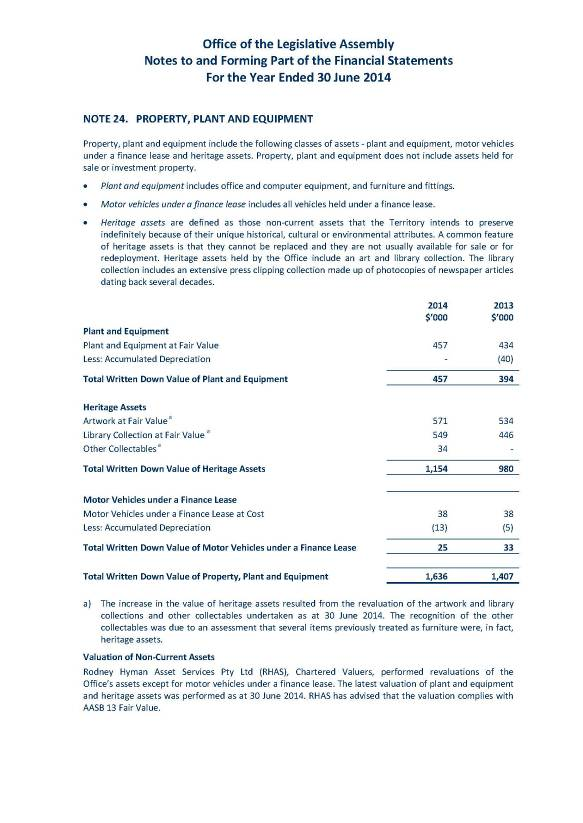 Office of the Legislative Assembly
Notes to and Forming Part of the Financial Statements
For the Year Ended 30 June 2014
NOTE 24. PROPERTY, PLANT AND EQUIPMENT
Property, plant and equipment include the following classes of assets - plant and equipment, motor vehicles
under a finance lease and heritage assets. Property, plant and equipment does not include assets held for
sale or investment property.
• Plant and equipment includes office and computer equipment, and furniture and fittings.
• Motor vehicles under a finance lease includes all vehicles held under a finance lease.
• Heritage assets are defined as those non-current assets that the Territory intends to preserve
indefinitely because of their unique historical, cultural or environmental attributes. A common feature
of heritage assets is that they cannot be replaced and they are not usually available for sale or for
redeployment. Heritage assets held by the Office include an art and library collection. The library
collection includes an extensive press clipping collection made up of photocopies of newspaper articles
dating back several decades.
2014 2013
$'000 $'000
Plant and Equipment
Plant and Equipment at Fair Value 457 434
Less: Accumulated Depreciation - (40)
Total Written Down Value of Plant and Equipment 457 394
Heritage Assets
Artwork at Fair Value a 571 534
Library Collection at Fair Value a 549 446
Other Collectables a 34 -
Total Written Down Value of Heritage Assets 1,154 980
Motor Vehicles under a Finance Lease
Motor Vehicles under a Finance Lease at Cost 38 38
Less: Accumulated Depreciation (13) (5)
Total Written Down Value of Motor Vehicles under a Finance Lease 25 33
Total Written Down Value of Property, Plant and Equipment 1,636 1,407
a) The increase in the value of heritage assets resulted from the revaluation of the artwork and library
collections and other collectables undertaken as at 30 June 2014. The recognition of the other
collectables was due to an assessment that several items previously treated as furniture were, in fact,
heritage assets.
Valuation of Non-Current Assets
Rodney Hyman Asset Services Pty Ltd (RHAS), Chartered Valuers, performed revaluations of the
Office's assets except for motor vehicles under a finance lease. The latest valuation of plant and equipment
and heritage assets was performed as at 30 June 2014. RHAS has advised that the valuation complies with
AASB 13 Fair Value.